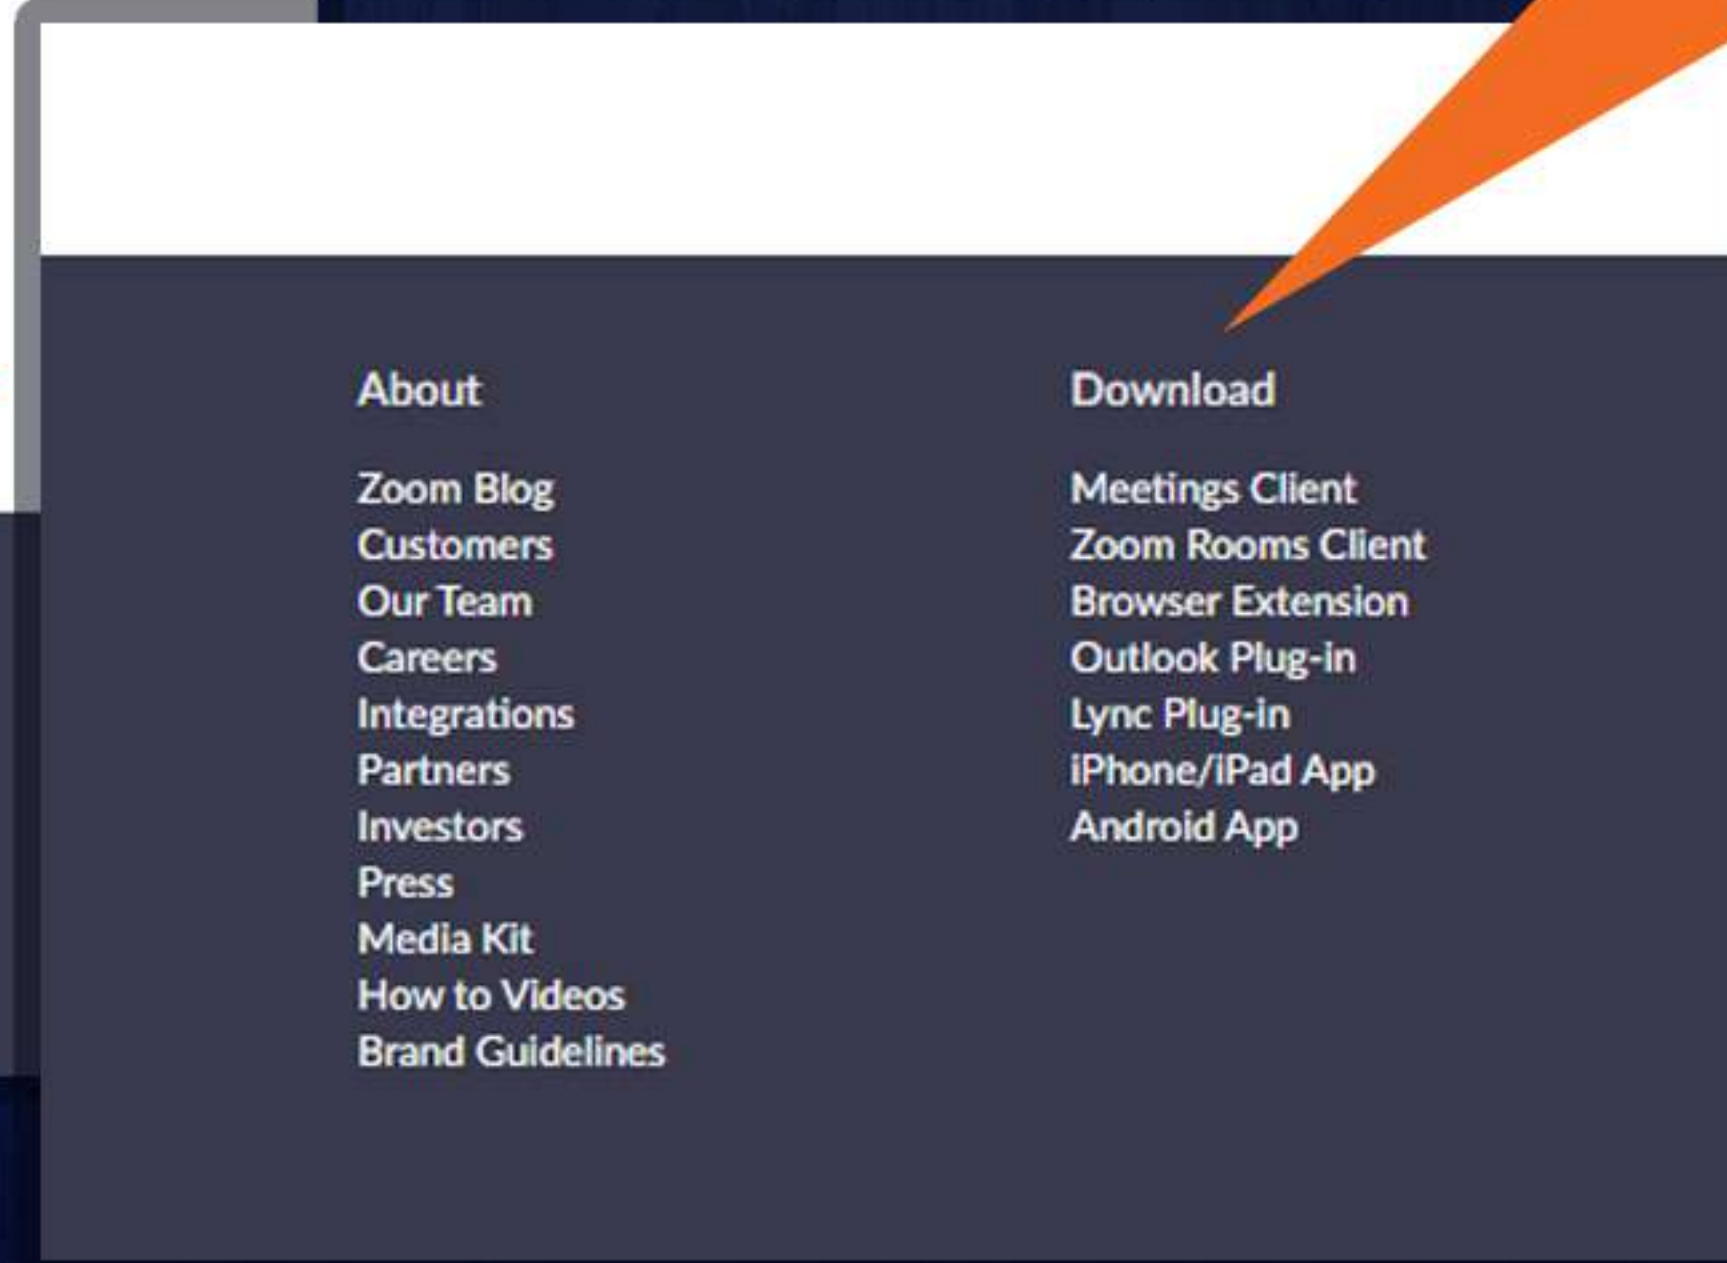 About
Zoom Blog
Customers
Our Team
Careers
Integrations
Partners
Investors
Press
Media Kit
How to Videos
Brand Guidelines
Download
Meetings Client
Zoom Rooms Client
Browser Extension
Outlook Plug-in
Lync Plug-in
iPhone/iPad App
Android App